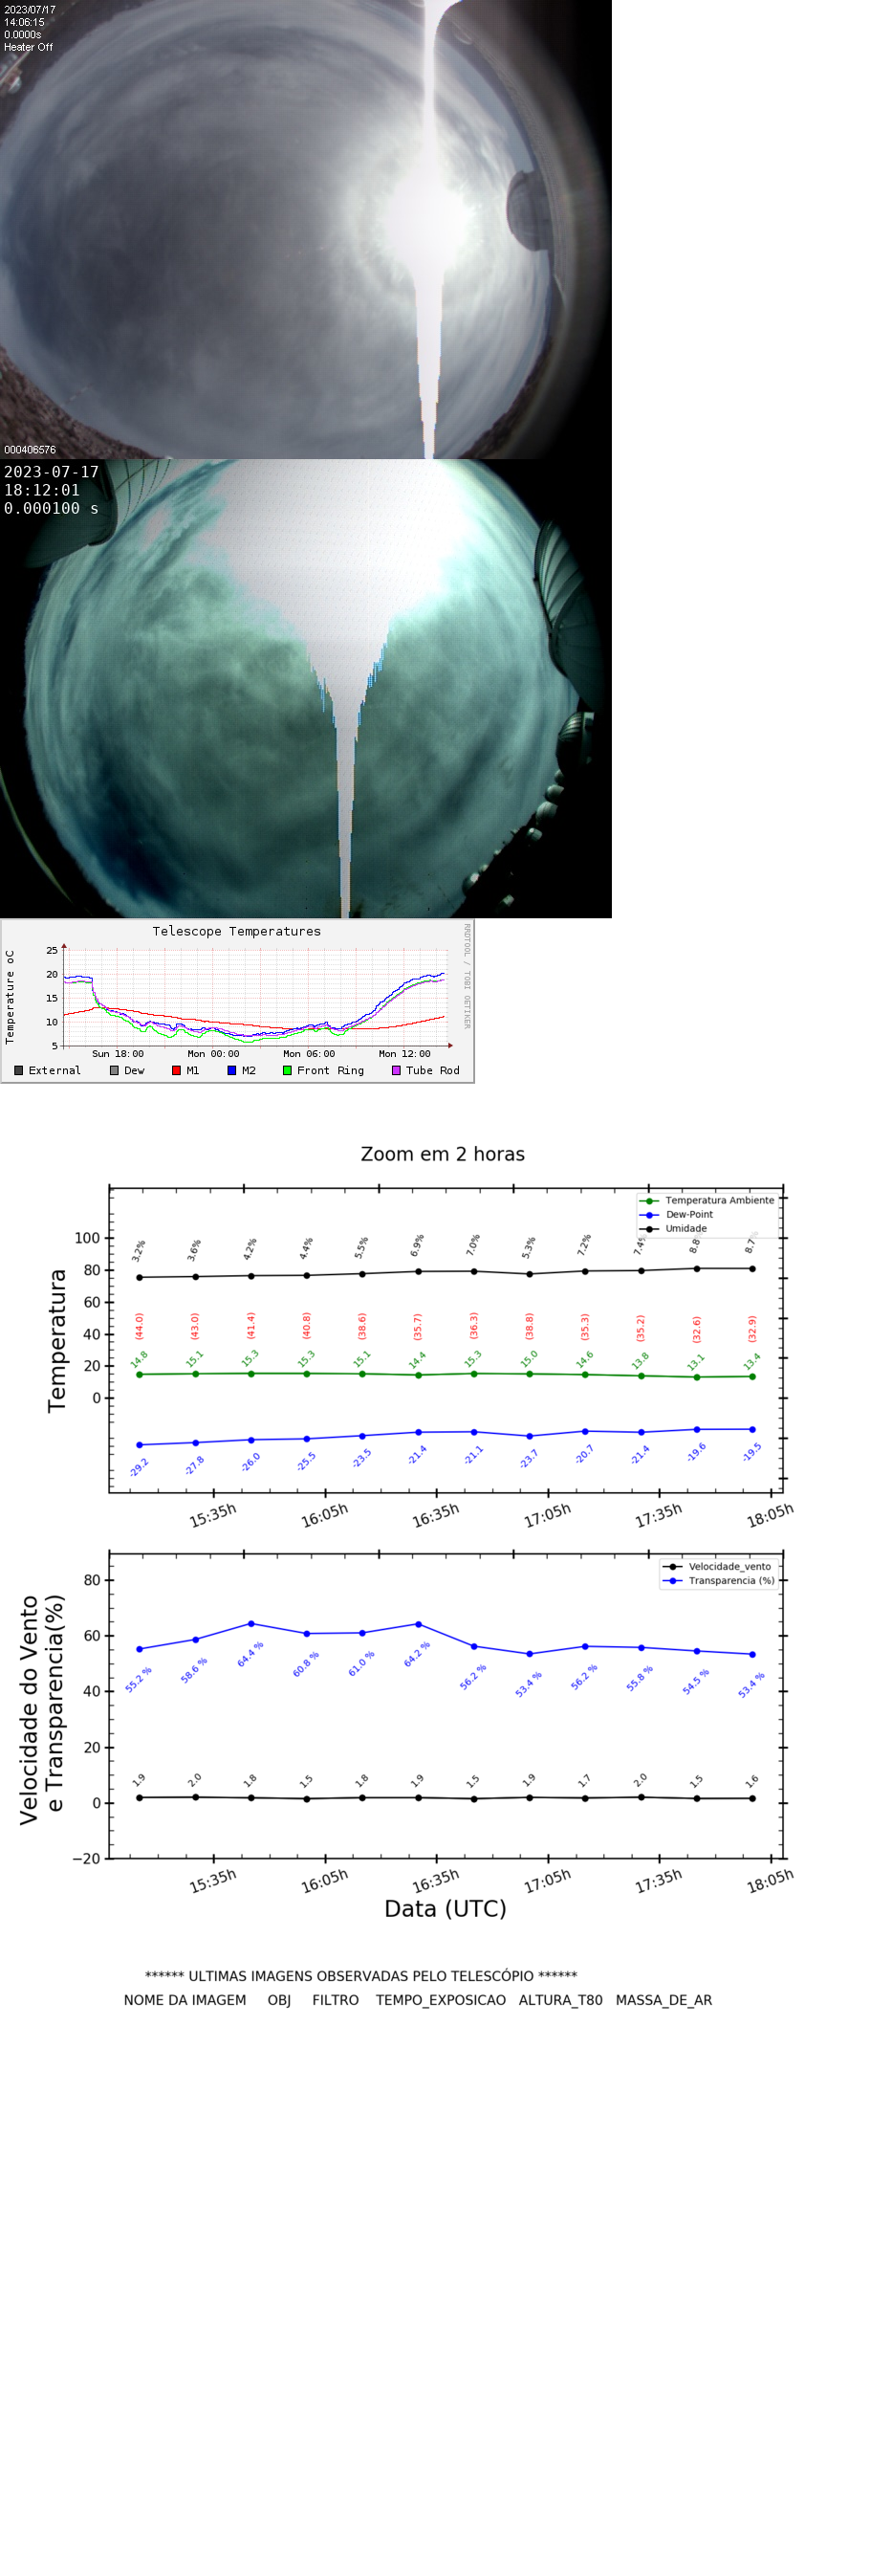 2023/07/17
14:06:15
0.0000s
Heater Off
000406576
2023-07-17
18:12:01
0.000100 s
Telescope Temperatures
RRDTOOL / TOBI OETIKER
Temperature oC
25
20
15
10
5
Sun 18:00 Mon 00:00 Mon 06:00 Mon 12:00
External Dew M1 M2 Front Ring Tube Rod
Zoom em 2 horas
Temperatura Ambiente
Dew-Point
Umidade
Temperatura
100
80
60
40
20
0
3.2% 3.6% 4.2% 4.4% 5.5% 6.9% 7.0% 5.3% 7.2% 7.4% 8.8 8.7
(44.0) (43.0) (41.4) (40.8) (38.6) (35.7) (36.3) (38.8) (35.3) (35.2) (32.6) (32.9)
14.8 15.1 15.3 15.3 15.1 14.4 15.3 15.0 14.6 13.8 13.1 13.4
-29.2 -27.8 -26.0 -25.5 -23.5 -21.4 -21.1 -23.7 -20.7 -21.4 -19.6 -19.5
15:35h 16:05h 16:35h 17:05h 17:35h 18:05h
Velocidade_vento
Transparencia (%)
Velocidade do Vento
e Transparencia(%)
80
60
40
20
0
−20
55.2 % 58.6 % 64.4 % 60.8 % 61.0 % 64.2 % 56.2 % 53.4 % 56.2 % 55.8 % 54.5 % 53.4 %
1.9 2.0 1.8 1.5 1.8 1.9 1.5 1.9 1.7 2.0 1.5 1.6
15:35h 16:05h 16:35h 17:05h 17:35h 18:05h
Data (UTC)
****** ULTIMAS IMAGENS OBSERVADAS PELO TELESCÓPIO ******
NOME DA IMAGEM OBJ FILTRO TEMPO_EXPOSICAO ALTURA_T80 MASSA_DE_AR